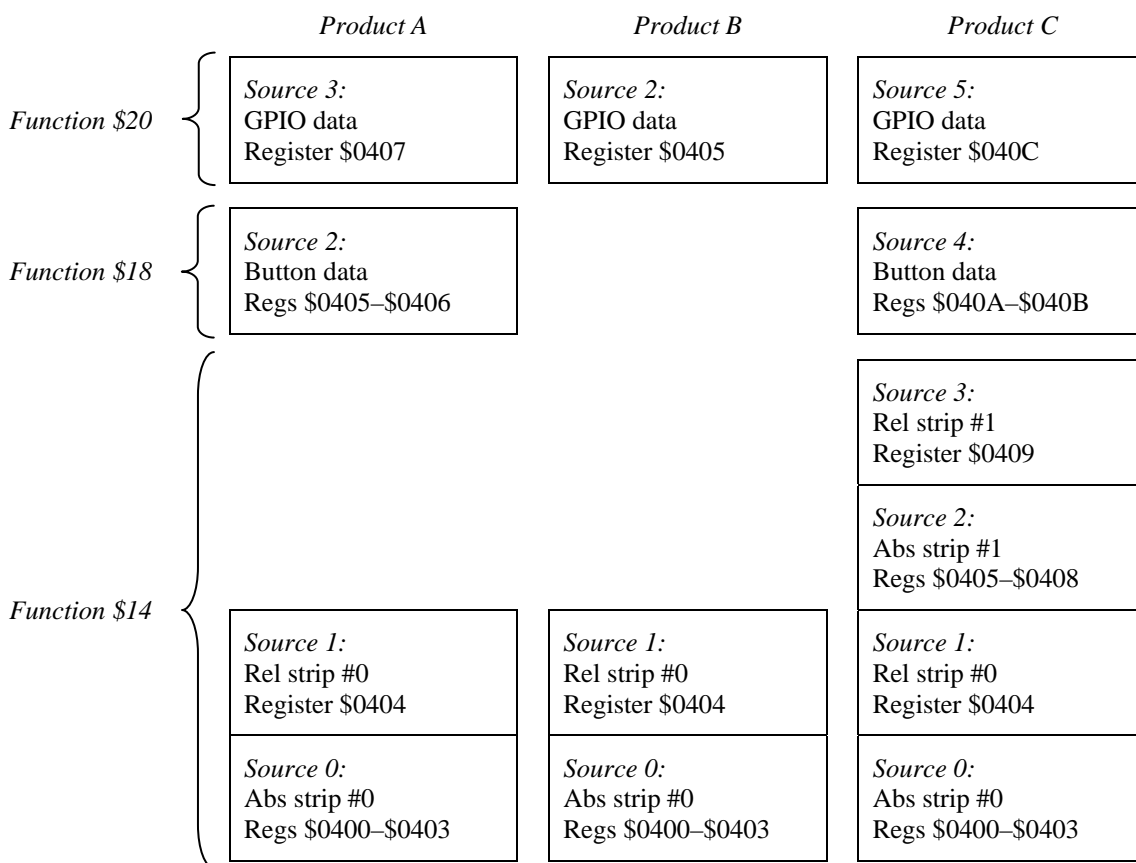 Product A
Product B
Product C
Function $20
Source 3:
GPIO data
Register $0407
Source 2:
GPIO data
Register $0405
Source 5:
GPIO data
Register $040C
Function $18
Source 2:
Button data
Regs $0405–$0406
Source 4:
Button data
Regs $040A–$040B
Function $14
Source 3:
Rel strip #1
Register $0409
Source 2:
Abs strip #1
Regs $0405–$0408
Source 1:
Rel strip #0
Register $0404
Source 1:
Rel strip #0
Register $0404
Source 1:
Rel strip #0
Register $0404
Source 0:
Abs strip #0
Regs $0400–$0403
Source 0:
Abs strip #0
Regs $0400–$0403
Source 0:
Abs strip #0
Regs $0400–$0403